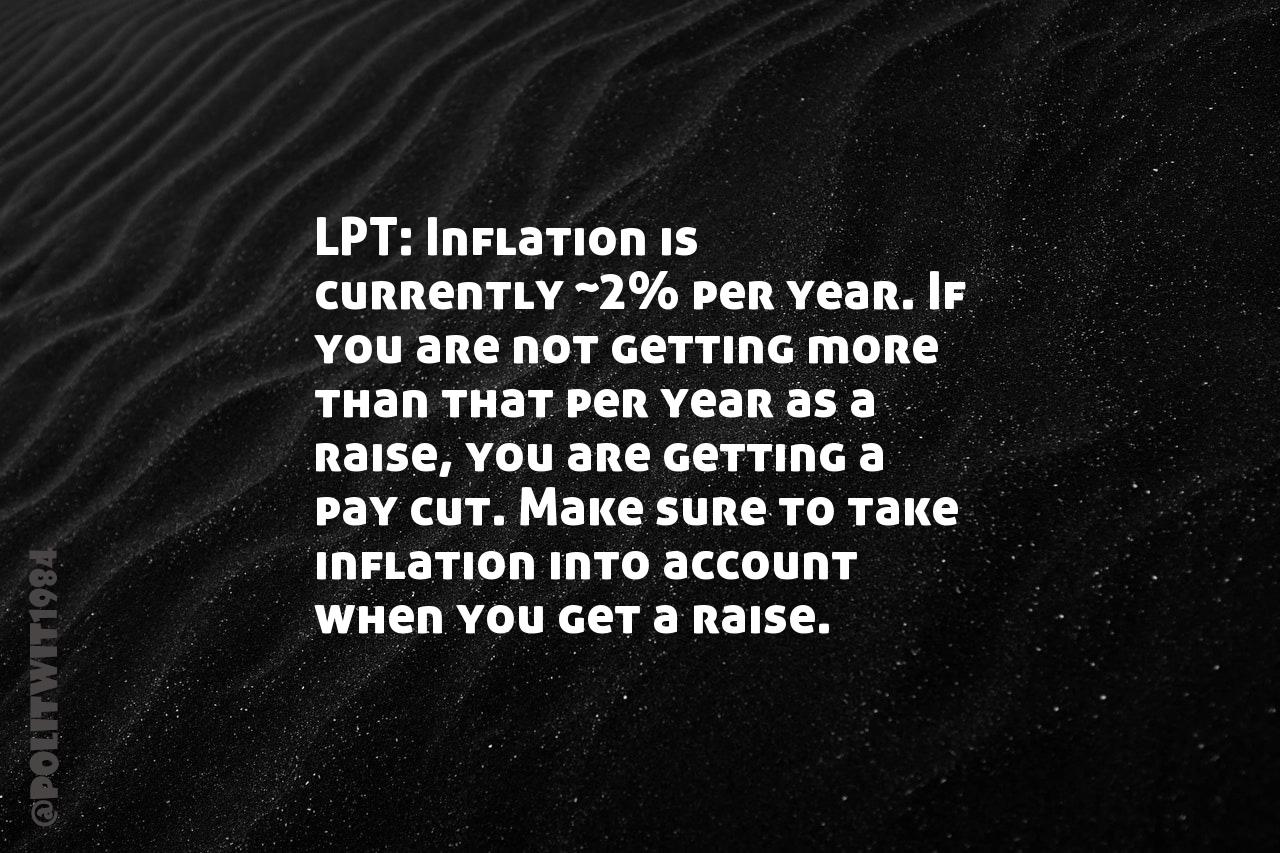 LPT: Inflation is
currently ~2% per year. If
you are not getting more
than that per year as a
raise, you are getting a
pay cut. Make sure to take
inflation into account
when you get a raise.
@POLITWIT1984